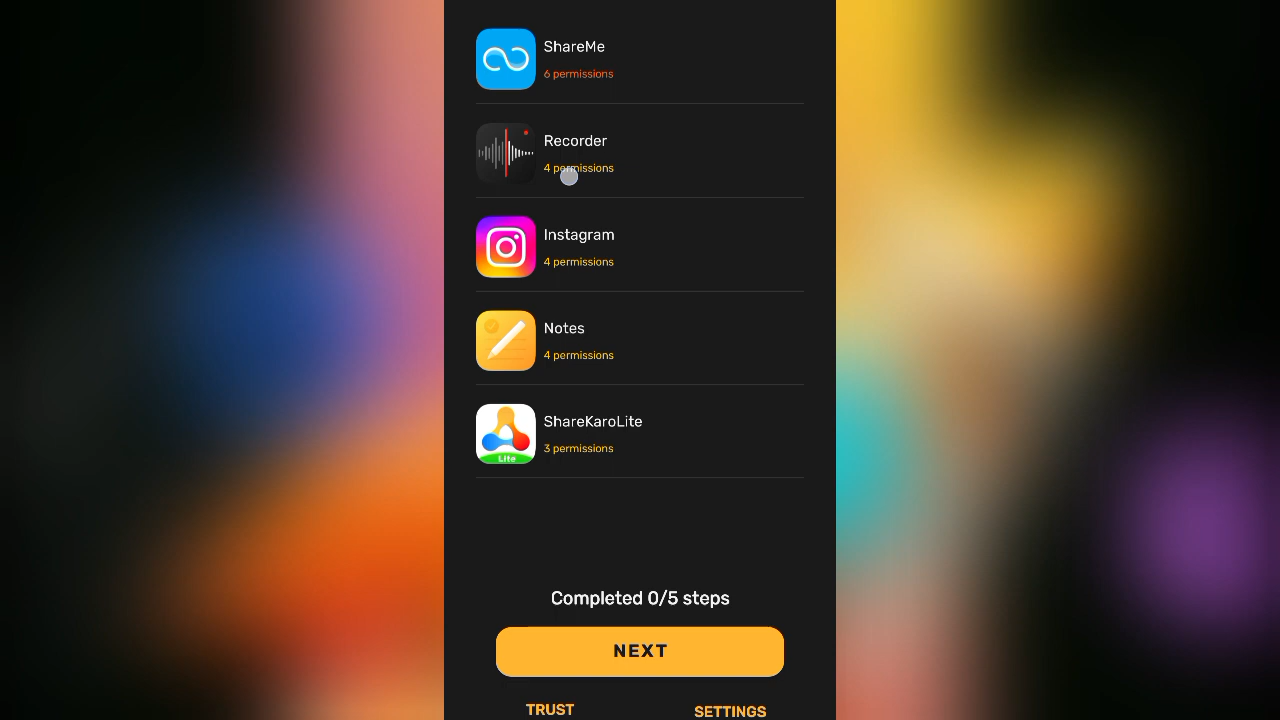 ShareMe
6 permissions
Recorder
4 permissions
Instagram
4 permissions
Notes
4 permissions
ShareKaroLite
Lite
3 permissions
Completed 0/5 steps
NEXT
TRUST SETTINGS